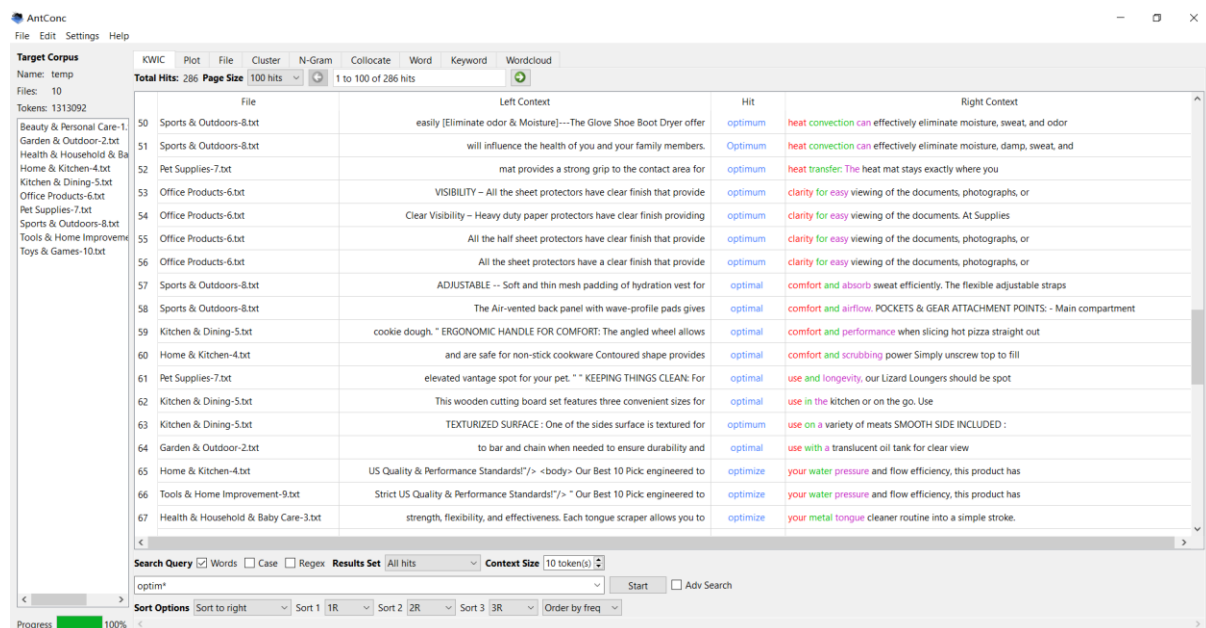 AntConc
File Edit Settings Help
Target Corpus
Name: temp
Files: 10
Tokens: 1313092
Beauty & Personal Care-1.
Garden & Outdoor-2.txt
Health & Household & Ba
Home & Kitchen-4.txt
Kitchen & Dining-5.txt
Office Products-6.txt
Pet Supplies-7.txt
Sports & Outdoors-8.txt
Tools & Home Improveme
Toys & Games-10.txt
Progress 100%
KWIC Plot File Cluster N-Gram Collocate Word Keyword Wordcloud
Total Hits: 286 Page Size 100 hits 1 to 100 of 286 hits
File Left Context Hit Right Context
50 Sports & Outdoors-8.txt easily [Eliminate odor & Moisture]---The Glove Shoe Boot Dryer offer optimum heat convection can effectively eliminate moisture, sweat, and odor
51 Sports & Outdoors-8.txt will influence the health of you and your family members. Optimum heat convection can effectively eliminate moisture, damp, sweat, and
52 Pet Supplies-7.txt mat provides a strong grip to the contact area for optimum heat transfer: The heat mat stays exactly where you
53 Office Products-6.txt VISIBILITY – All the sheet protectors have clear finish that provide optimum clarity for easy viewing of the documents, photographs, or
54 Office Products-6.txt Clear Visibility – Heavy duty paper protectors have clear finish providing optimum clarity for easy viewing of the documents. At Supplies
55 Office Products-6.txt All the half sheet protectors have clear finish that provide optimum clarity for easy viewing of the documents, photographs, or
56 Office Products-6.txt All the sheet protectors have a clear finish that provide optimum clarity for easy viewing of the documents, photographs, or
57 Sports & Outdoors-8.txt ADJUSTABLE -- Soft and thin mesh padding of hydration vest for optimal comfort and absorb sweat efficiently. The flexible adjustable straps
58 Sports & Outdoors-8.txt The Air-vented back panel with wave-profile pads gives optimal comfort and airflow. POCKETS & GEAR ATTACHMENT POINTS: - Main compartment
59 Kitchen & Dining-5.txt cookie dough. " ERGONOMIC HANDLE FOR COMFORT: The angled wheel allows optimal comfort and performance when slicing hot pizza straight out
60 Home & Kitchen-4.txt and are safe for non-stick cookware Contoured shape provides optimal comfort and scrubbing power Simply unscrew top to fill
61 Pet Supplies-7.txt elevated vantage spot for your pet. " " KEEPING THINGS CLEAN: For optimal use and longevity, our Lizard Loungers should be spot
62 Kitchen & Dining-5.txt This wooden cutting board set features three convenient sizes for optimal use in the kitchen or on the go. Use
63 Kitchen & Dining-5.txt TEXTURIZED SURFACE : One of the sides surface is textured for optimal use on a variety of meats SMOOTH SIDE INCLUDED :
64 Garden & Outdoor-2.txt to bar and chain when needed to ensure durability and optimal use with a translucent oil tank for clear view
65 Home & Kitchen-4.txt US Quality & Performance Standards!"/> <body> Our Best 10 Pick: engineered to optimize your water pressure and flow efficiency, this product has
66 Tools & Home Improvement-9.txt Strict US Quality & Performance Standards!"/> " Our Best 10 Pick: engineered to optimize your water pressure and flow efficiency, this product has
67 Health & Household & Baby Care-3.txt strength, flexibility, and effectiveness. Each tongue scraper allows you to optimize your metal tongue cleaner routine into a simple stroke.
Search Query Words Case Regex Results Set All hits Context Size 10 token(s)
optim* Start Adv Search
Sort Options Sort to right Sort 1 1R Sort 2 2R Sort 3 3R Order by freq